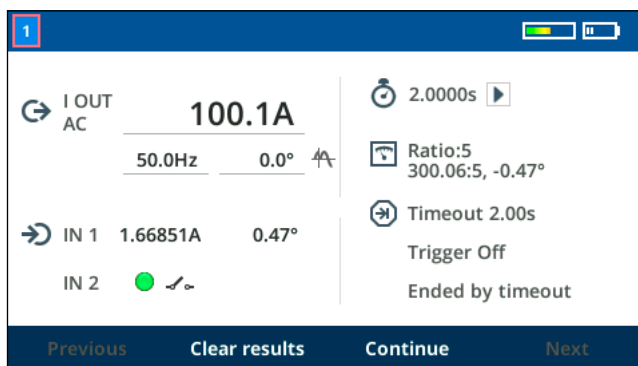 1
I OUT
AC
100.1A
50.0Hz 0.0°
IN 1 1.66851A 0.47°
IN 2
2.0000s
Ratio:5
300.06:5, -0.47°
Timeout 2.00s
Trigger Off
Ended by timeout
Previous Clear results Continue Next